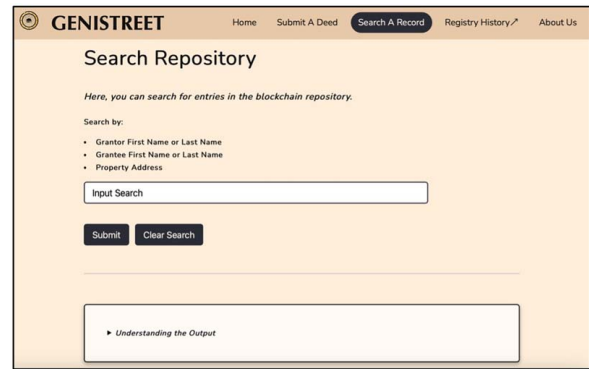 GENISTREET Home Submit A Deed Search A Record Registry History↗ About Us
Search Repository
Here, you can search for entries in the blockchain repository.
Search by:
• Grantor First Name or Last Name
• Grantee First Name or Last Name
• Property Address
Input Search
Submit Clear Search
▶ Understanding the Output